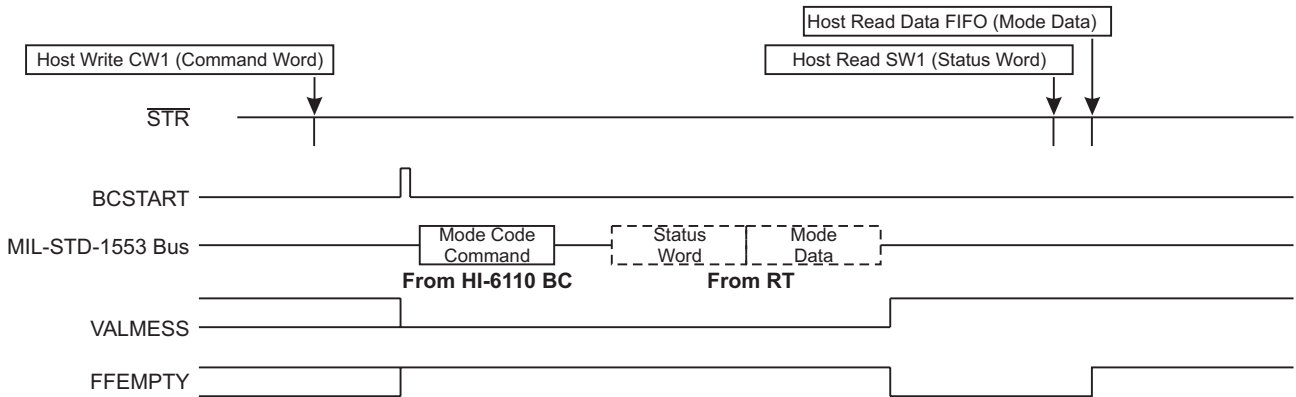 Host Read Data FIFO (Mode Data)
Host Write CW1 (Command Word)
Host Read SW1 (Status Word)
STR
BCSTART
MIL-STD-1553 Bus
Mode Code
Command
Status
Word
Mode
Data
From HI-6110 BC
From RT
VALMESS
FFEMPTY